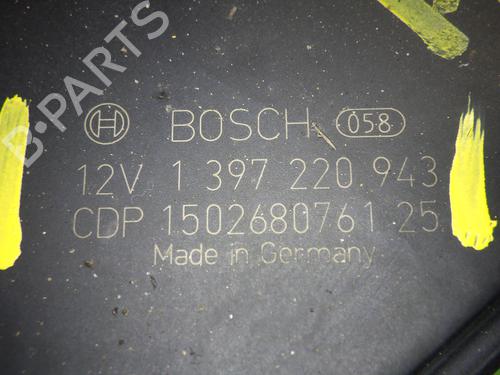 BOSCH 058
12V 1 397 220 943
CDP 1502680761 25
Made in Germany
B-PARTS